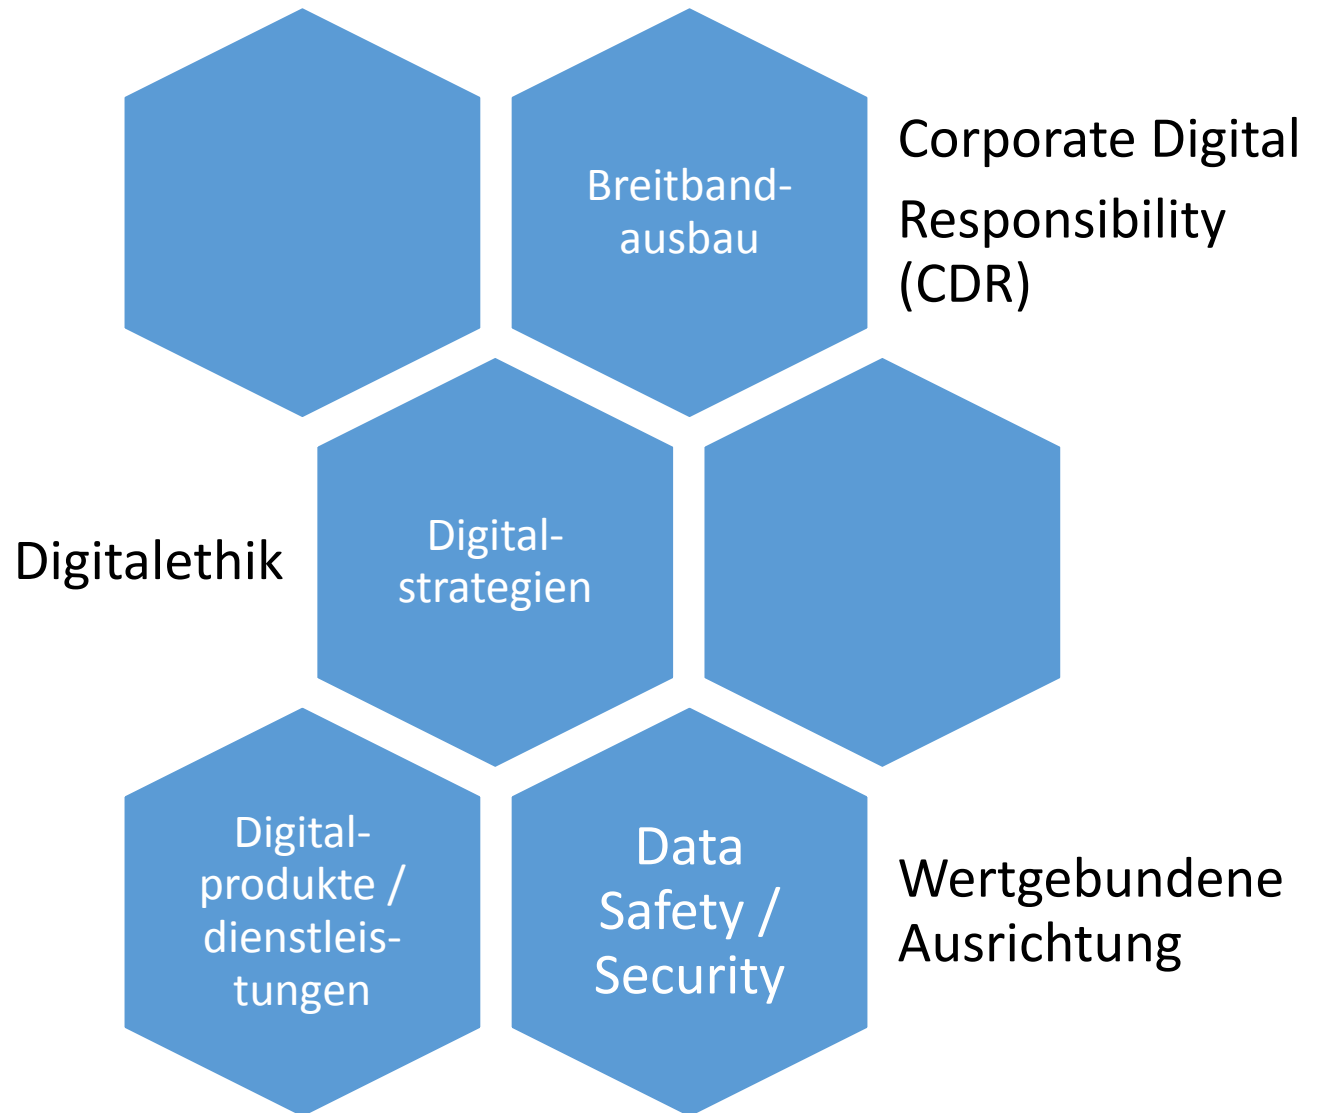 Breitband-
ausbau
Corporate Digital
Responsibility
(CDR)
Digitalethik
Digital-
strategien
Digital-
produkte /
dienstleis-
tungen
Data
Safety /
Security
Wertgebundene
Ausrichtung